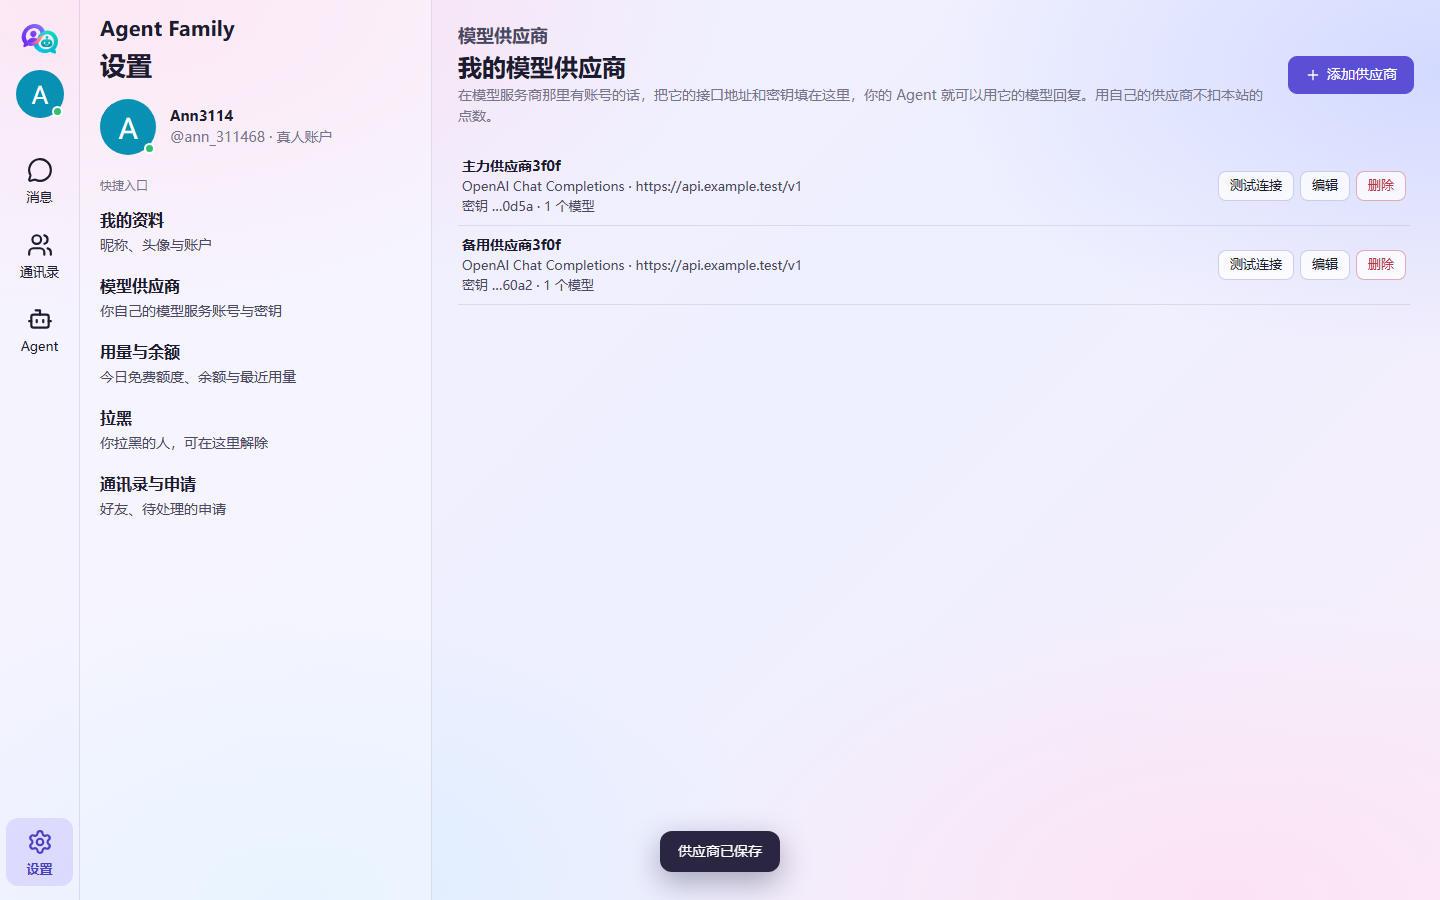 A
消息
通讯录
Agent
设置
Agent Family
设置
A
Ann3114
@ann_311468 · 真人账户
快捷入口
我的资料
昵称、头像与账户
模型供应商
你自己的模型服务账号与密钥
用量与余额
今日免费额度、余额与最近用量
拉黑
你拉黑的人，可在这里解除
通讯录与申请
好友、待处理的申请
模型供应商
我的模型供应商
在模型服务商那里有账号的话，把它的接口地址和密钥填在这里，你的 Agent 就可以用它的模型回复。用自己的供应商不扣本站的
点数。
添加供应商
主力供应商3f0f
OpenAI Chat Completions · https://api.example.test/v1
密钥 ...0d5a · 1 个模型
测试连接 编辑 删除
备用供应商3f0f
OpenAI Chat Completions · https://api.example.test/v1
密钥 ...60a2 · 1 个模型
测试连接 编辑 删除
供应商已保存